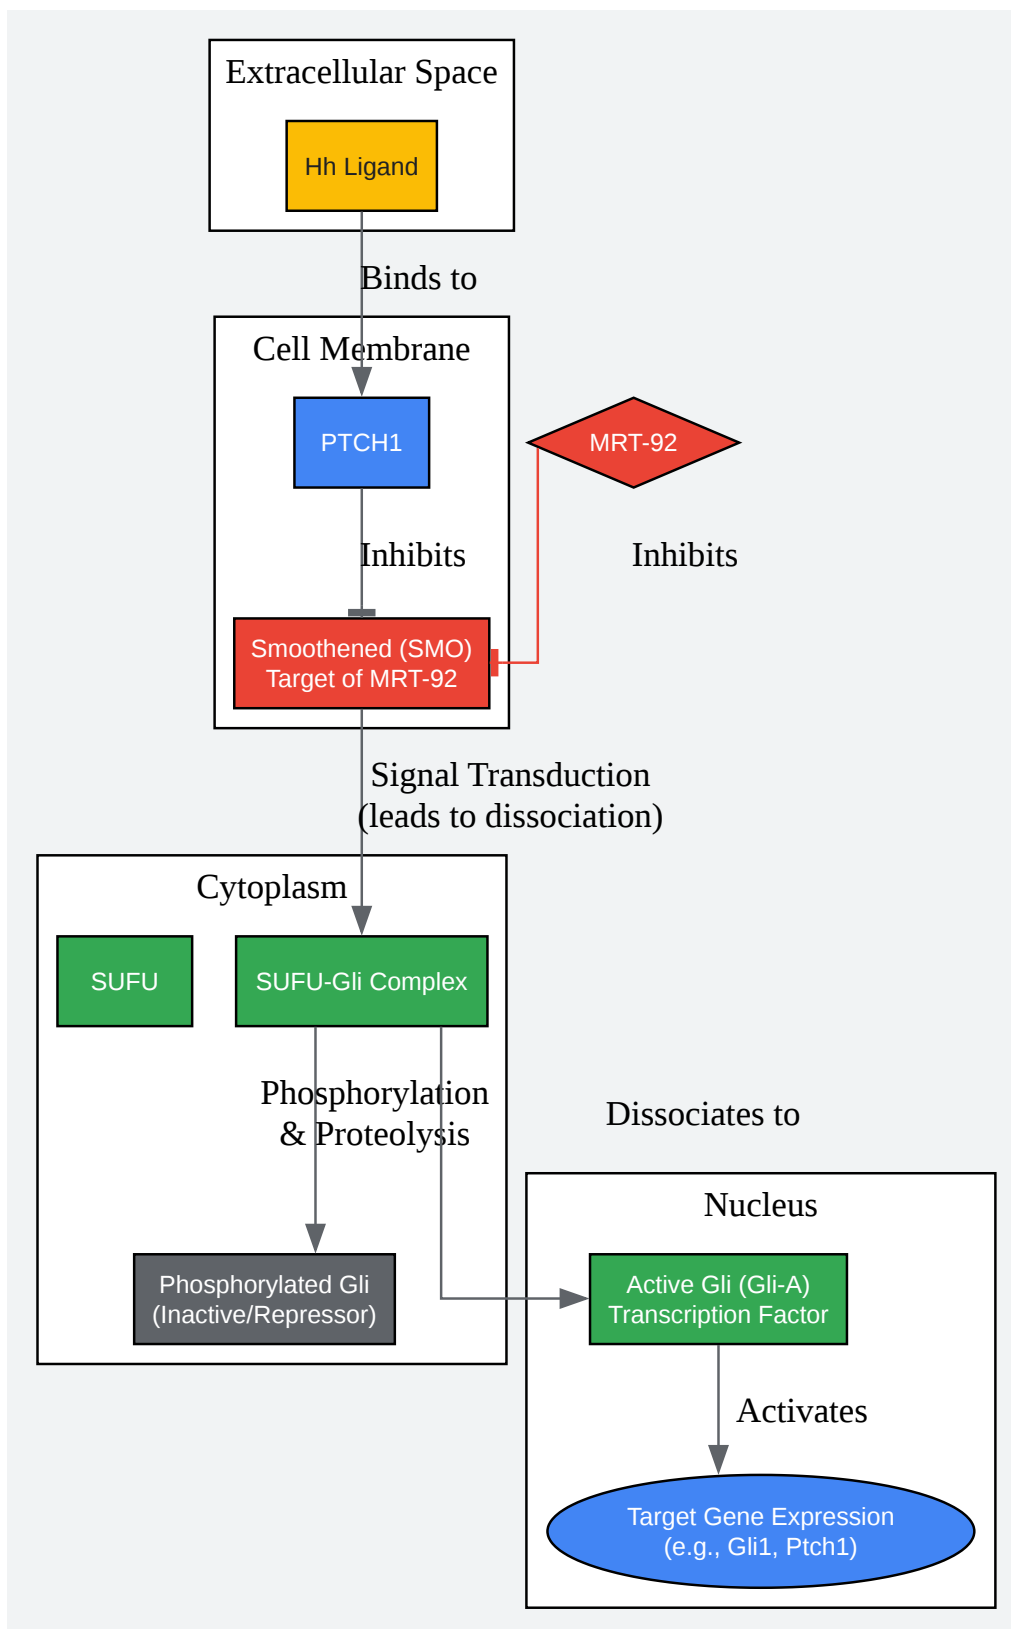 Extracellular Space
Hh Ligand
Binds to
Cell Membrane
PTCH1
MRT-92
Inhibits
Inhibits
Smoothened (SMO)
Target of MRT-92
Signal Transduction
(leads to dissociation)
Cytoplasm
SUFU
SUFU-Gli Complex
Phosphorylation
& Proteolysis
Dissociates to
Nucleus
Phosphorylated Gli
(Inactive/Repressor)
Active Gli (Gli-A)
Transcription Factor
Activates
Target Gene Expression
(e.g., Gli1, Ptch1)